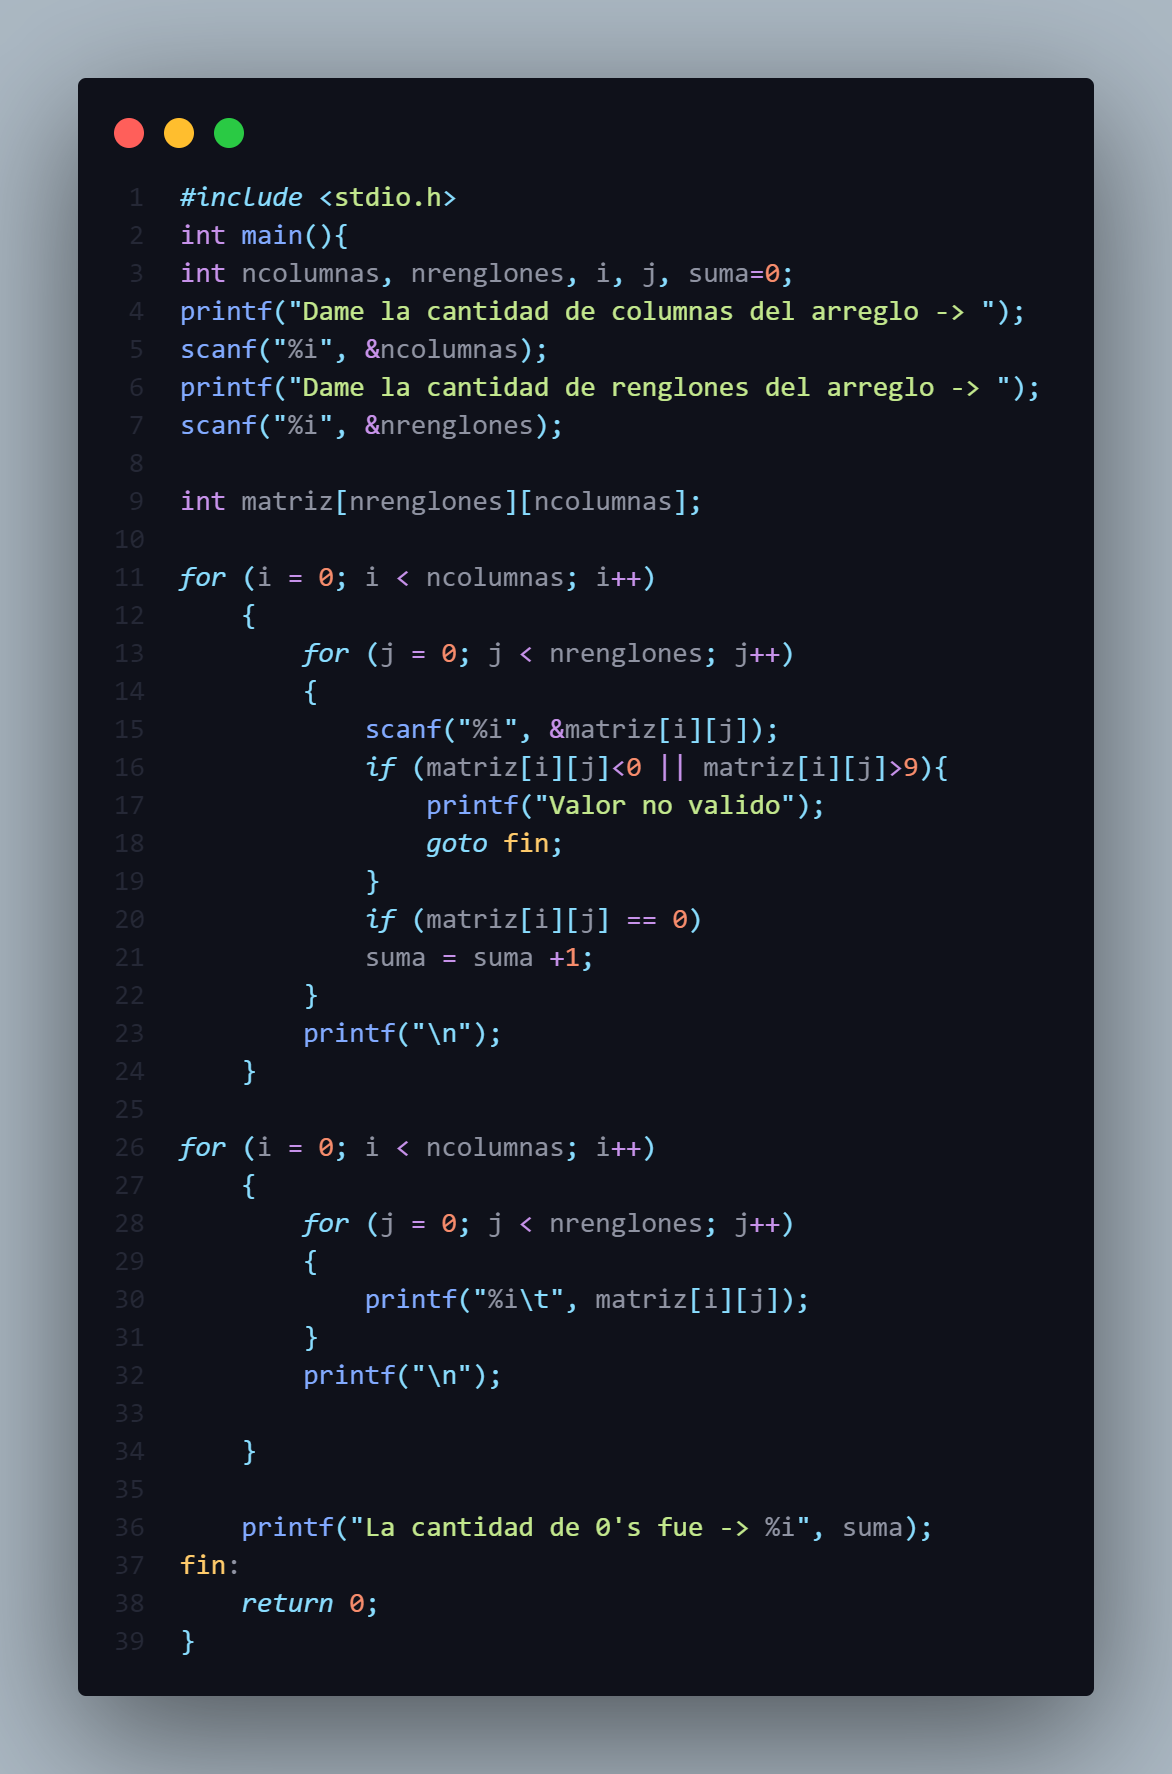 1 #include <stdio.h>
2 int main(){
3 int ncolumnas, nrenglones, i, j, suma=0;
4 printf("Dame la cantidad de columnas del arreglo -> ");
5 scanf("%i", &ncolumnas);
6 printf("Dame la cantidad de renglones del arreglo -> ");
7 scanf("%i", &nrenglones);
8
9 int matriz[nrenglones][ncolumnas];
10
11 for (i = 0; i < ncolumnas; i++)
12     {
13         for (j = 0; j < nrenglones; j++)
14         {
15             scanf("%i", &matriz[i][j]);
16             if (matriz[i][j]<0 || matriz[i][j]>9){
17                 printf("Valor no valido");
18                 goto fin;
19             }
20             if (matriz[i][j] == 0)
21             suma = suma +1;
22         }
23         printf("\n");
24     }
25
26 for (i = 0; i < ncolumnas; i++)
27     {
28         for (j = 0; j < nrenglones; j++)
29         {
30             printf("%i\t", matriz[i][j]);
31         }
32         printf("\n");
33
34     }
35
36     printf("La cantidad de 0's fue -> %i", suma);
37 fin:
38     return 0;
39 }